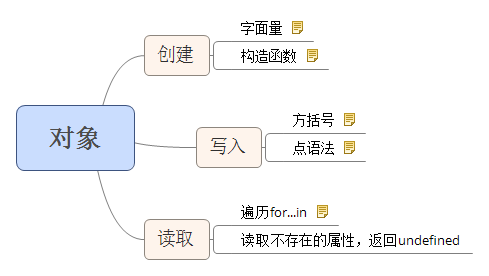 对象
创建
字面量
构造函数
写入
方括号
点语法
读取
遍历for...in
读取不存在的属性，返回undefined